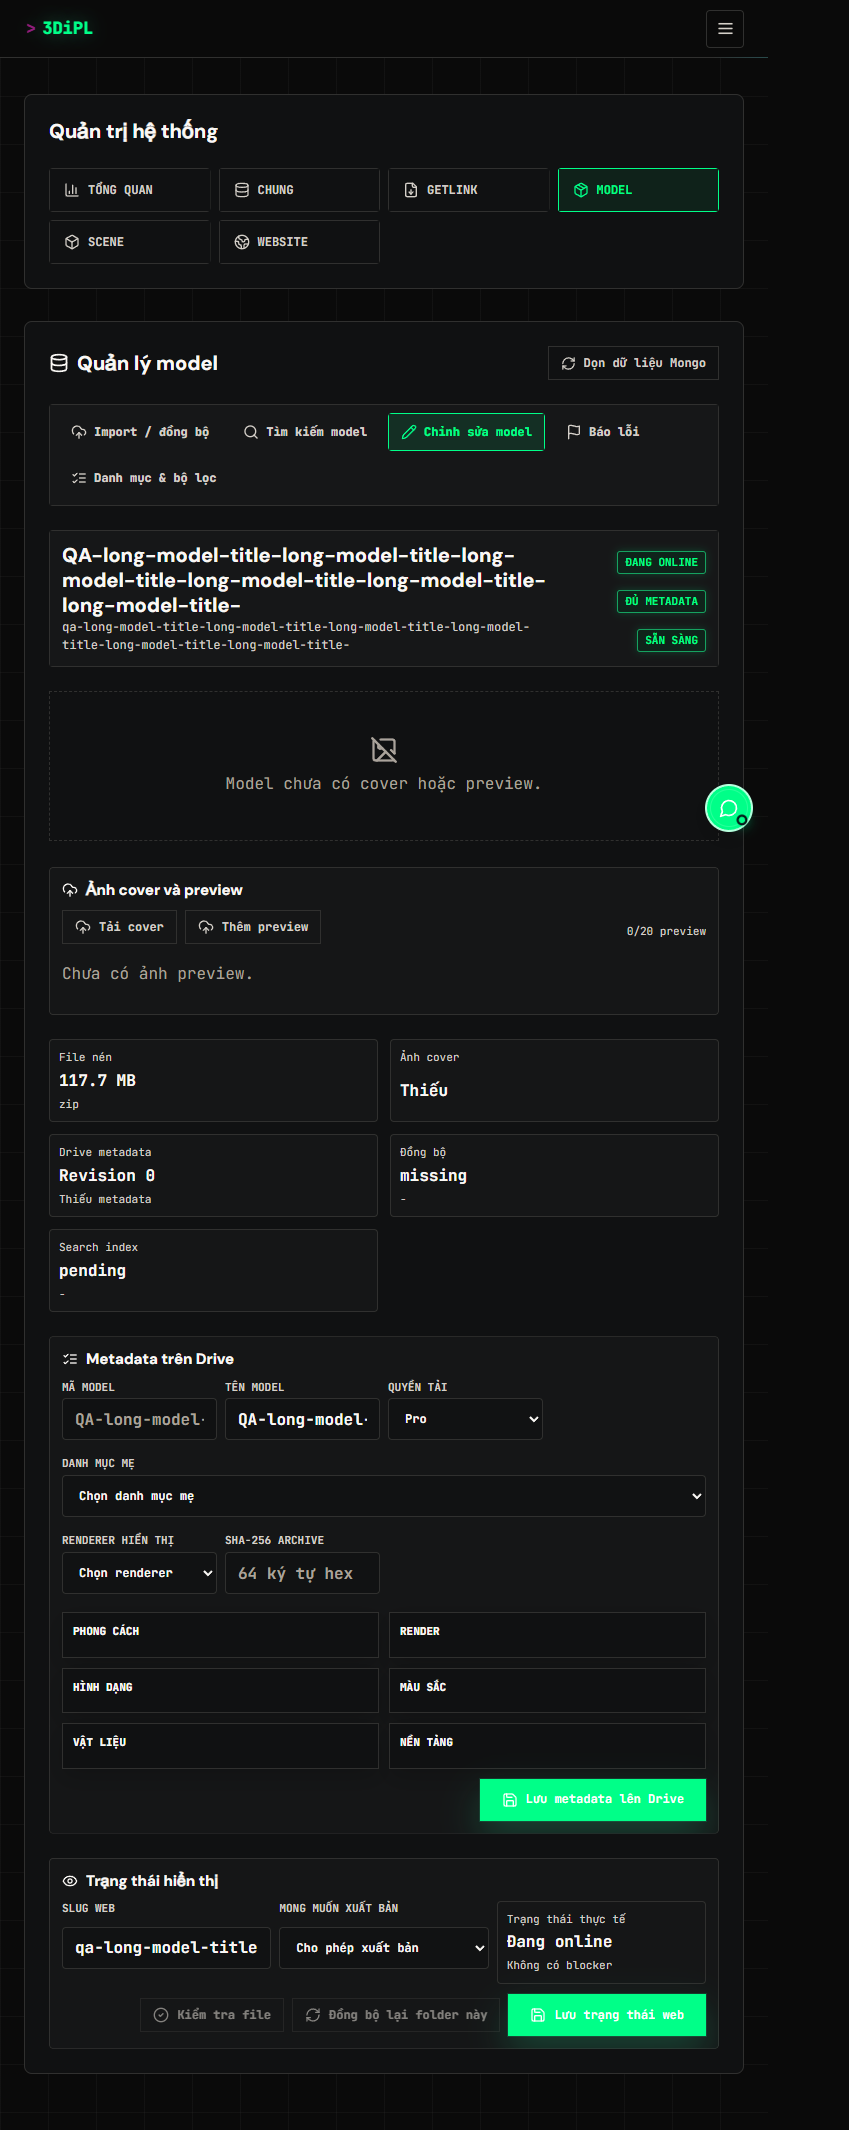 > 3DiPL
Quản trị hệ thống
TỔNG QUAN
CHUNG
GETLINK
MODEL
SCENE
WEBSITE
Quản lý model
Dọn dữ liệu Mongo
Import / đồng bộ
Tìm kiếm model
Chỉnh sửa model
Báo lỗi
Danh mục & bộ lọc
QA-long-model-title-long-model-title-long-
model-title-long-model-title-long-model-title-
long-model-title-
qa-long-model-title-long-model-title-long-model-title-long-model-
title-long-model-title-long-model-title-
ĐANG ONLINE
ĐỦ METADATA
SẴN SÀNG
Model chưa có cover hoặc preview.
Ảnh cover và preview
Tải cover
Thêm preview
0/20 preview
Chưa có ảnh preview.
File nén
117.7 MB
zip
Ảnh cover
Thiếu
Drive metadata
Revision 0
Thiếu metadata
Đồng bộ
missing
-
Search index
pending
-
Metadata trên Drive
MÃ MODEL
TÊN MODEL
QUYỀN TẢI
QA-long-model-
QA-long-model-
Pro
DANH MỤC MẸ
Chọn danh mục mẹ
RENDERER HIỂN THỊ
SHA-256 ARCHIVE
Chọn renderer
64 ký tự hex
PHONG CÁCH
RENDER
HÌNH DẠNG
MÀU SẮC
VẬT LIỆU
NỀN TẢNG
Lưu metadata lên Drive
Trạng thái hiển thị
SLUG WEB
MONG MUỐN XUẤT BẢN
qa-long-model-title
Cho phép xuất bản
Trạng thái thực tế
Đang online
Không có blocker
Kiểm tra file
Đồng bộ lại folder này
Lưu trạng thái web